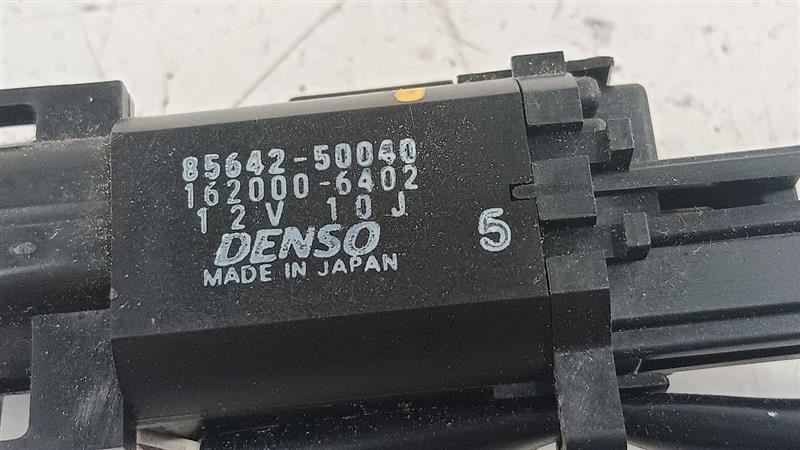 85642-50040
162000-6402
12V 10J
DENSO
MADE IN JAPAN
5